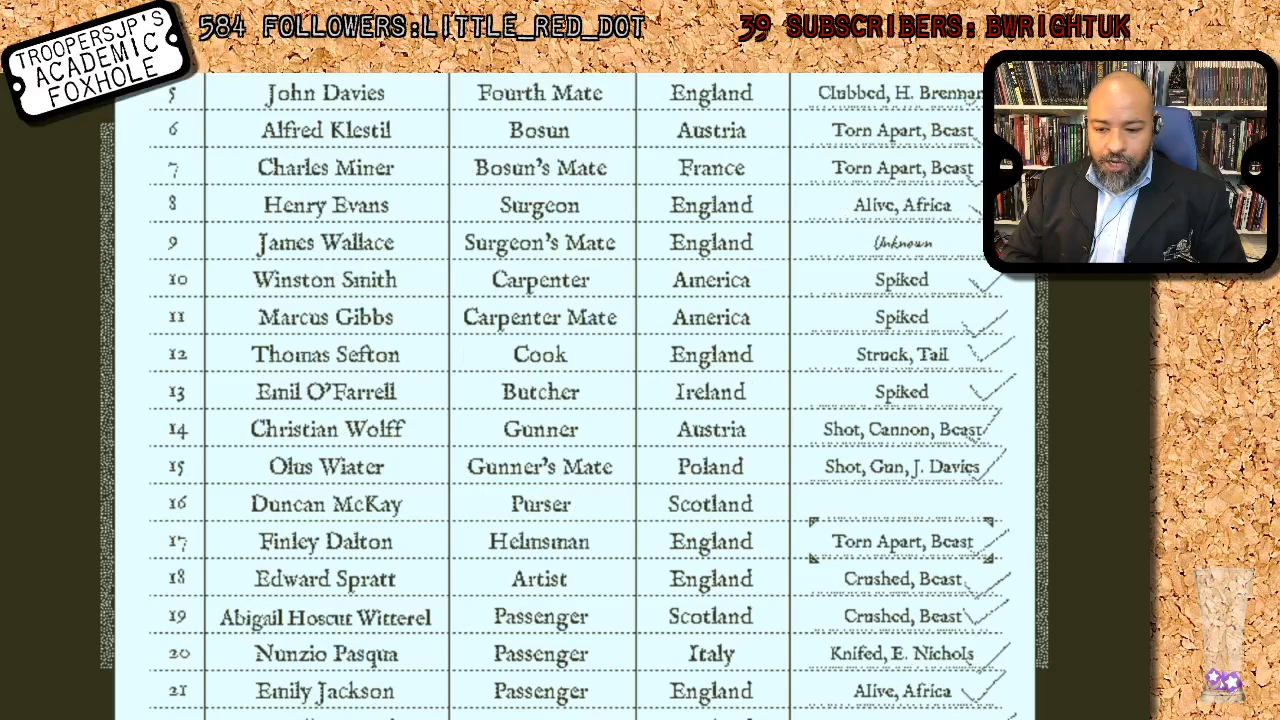 TROOPERSJP'S
ACADEMIC
FOXHOLE
584 FOLLOWERS:LITTLE_RED_DOT
39 SUBSCRIBERS: BWRIGHTUK
5 John Davies Fourth Mate England Clubbed, H. Brennan
6 Alfred Klestil Bosun Austria Torn Apart, Beast
7 Charles Miner Bosun's Mate France Torn Apart, Beast
8 Henry Evans Surgeon England Alive, Africa
9 James Wallace Surgeon's Mate England Unknown
10 Winston Smith Carpenter America Spiked
11 Marcus Gibbs Carpenter Mate America Spiked
12 Thomas Sefton Cook England Struck, Tail
13 Emil O'Farrell Butcher Ireland Spiked
14 Christian Wolff Gunner Austria Shot, Cannon, Beast
15 Olus Wiater Gunner's Mate Poland Shot, Gun, J. Davies
16 Duncan McKay Purser Scotland
17 Finley Dalton Helmsman England Torn Apart, Beast
18 Edward Spratt Artist England Crushed, Beast
19 Abigail Hoscut Witterel Passenger Scotland Crushed, Beast
20 Nunzio Pasqua Passenger Italy Knifed, E. Nichols
21 Emily Jackson Passenger England Alive, Africa